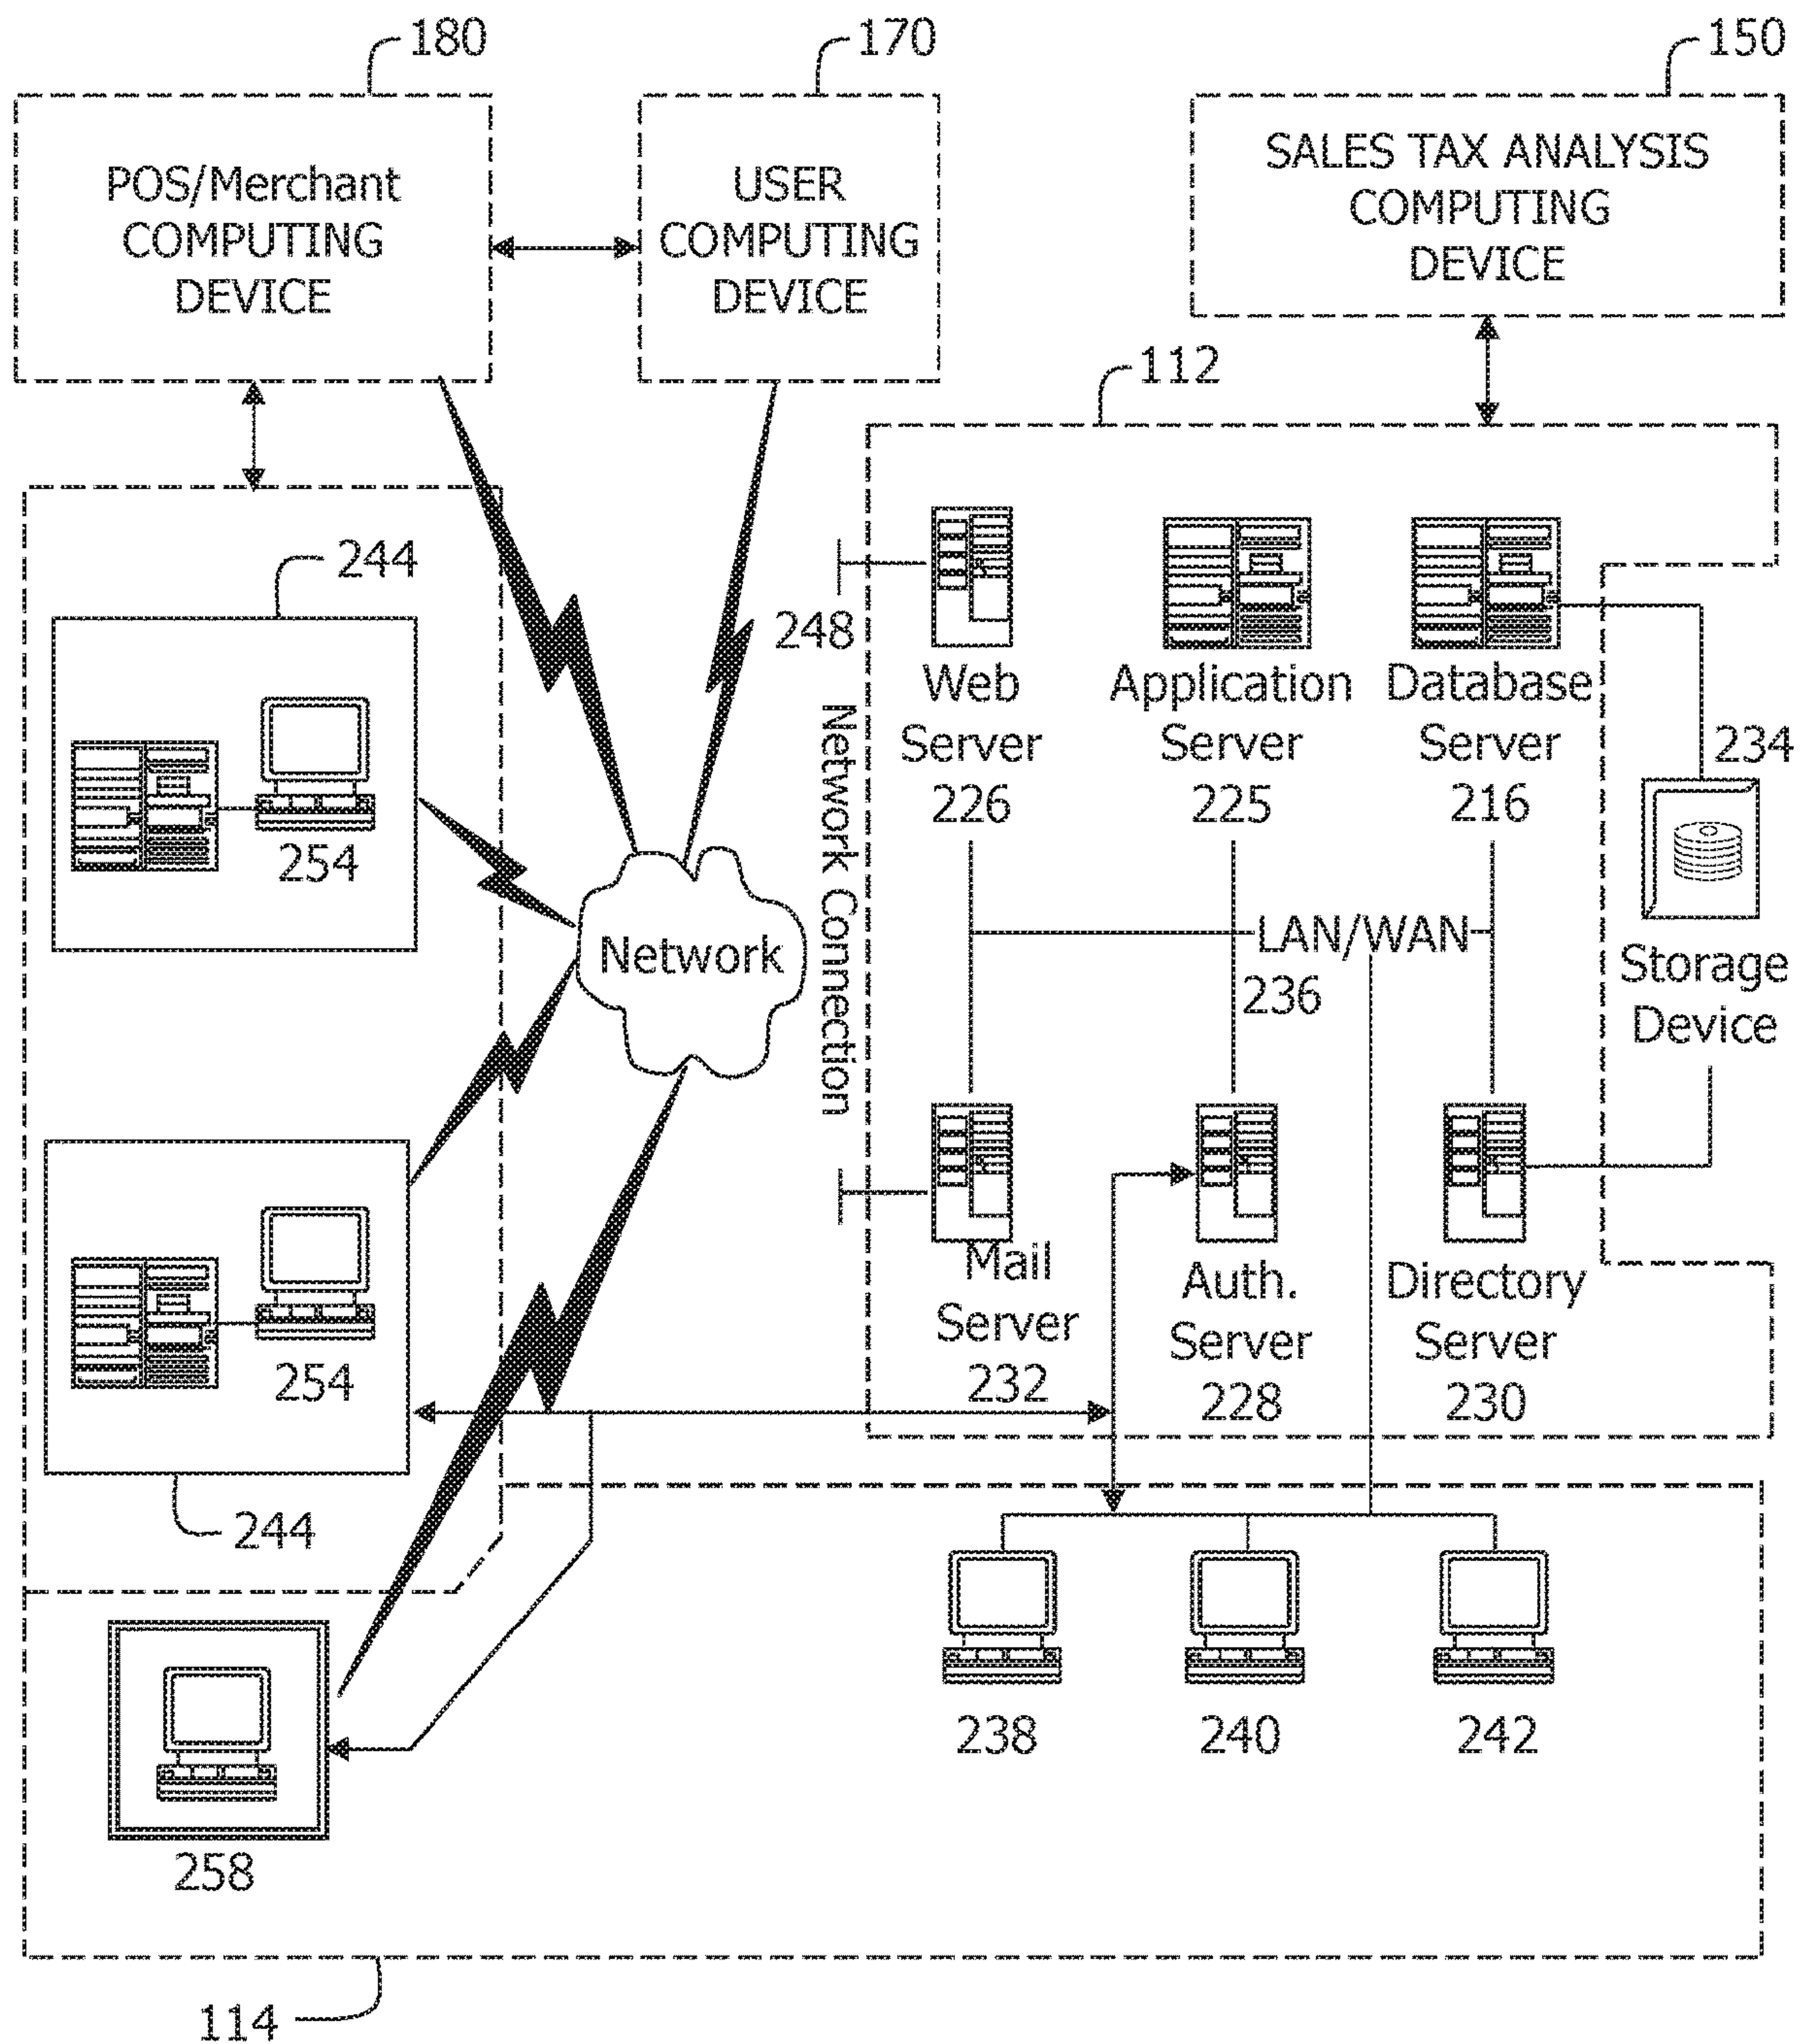 180
170
150
POS/Merchant
COMPUTING
DEVICE
USER
COMPUTING
DEVICE
SALES TAX ANALYSIS
COMPUTING
DEVICE
112
244
248
Network Connection
Web
Server
226
Application
Server
225
Database
Server
216
234
Storage
Device
254
Network
LAN/WAN
236
254
244
Mail
Server
232
Auth.
Server
228
Directory
Server
230
238
240
242
258
114